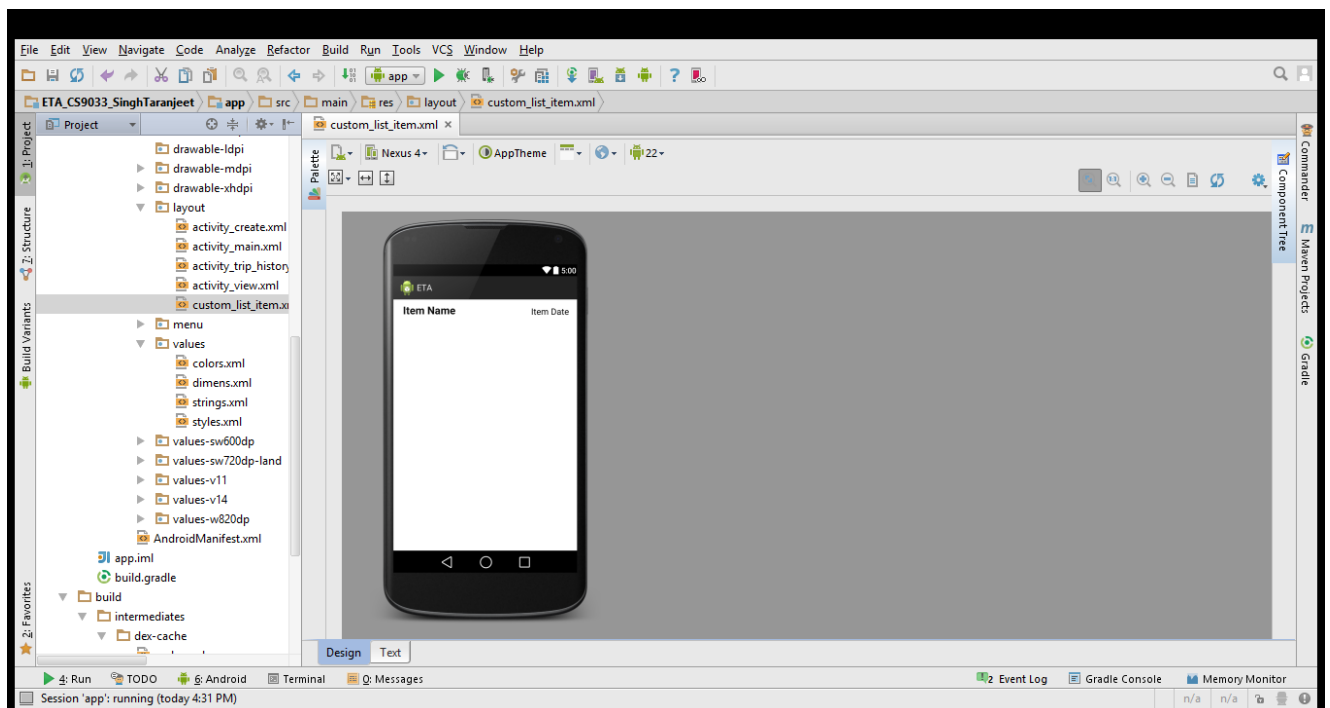 File Edit View Navigate Code Analyze Refactor Build Run Tools VCS Window Help
app
ETA_CS9033_SinghTaranjeet app src main res layout custom_list_item.xml
1: Project
Z: Structure
Build Variants
2: Favorites
Project
drawable-ldpi
drawable-mdpi
drawable-xhdpi
layout
activity_create.xml
activity_main.xml
activity_trip_history
activity_view.xml
custom_list_item.xml
menu
values
colors.xml
dimens.xml
strings.xml
styles.xml
values-sw600dp
values-sw720dp-land
values-v11
values-v14
values-w820dp
AndroidManifest.xml
app.iml
build.gradle
build
intermediates
dex-cache
custom_list_item.xml
Palette
Nexus 4 AppTheme 22
1:1
5:00
ETA
Item Name Item Date
Component Tree
Commander
m Maven Projects
Gradle
Design Text
4: Run TODO 6: Android Terminal 0: Messages 2 Event Log Gradle Console Memory Monitor
Session 'app': running (today 4:31 PM) n/a n/a